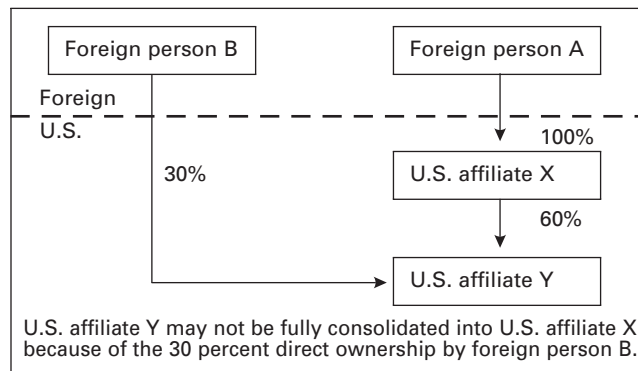 Foreign person B
Foreign person A
Foreign
U.S.
100%
30%
U.S. affiliate X
60%
U.S. affiliate Y
U.S. affiliate Y may not be fully consolidated into U.S. affiliate X
because of the 30 percent direct ownership by foreign person B.